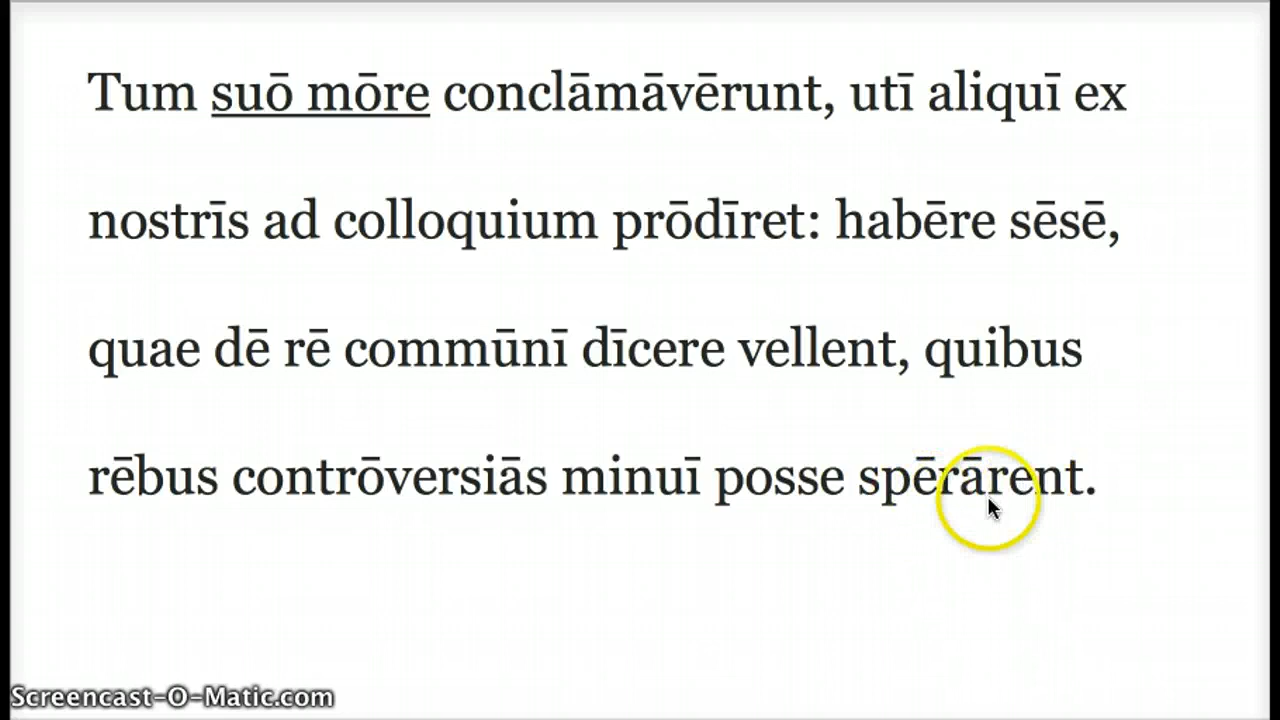 Tum suō mōre conclāmāvērunt, utī aliquī ex
nostrīs ad colloquium prōdīret: habēre sēsē,
quae dē rē commūnī dīcere vellent, quibus
rēbus contrōversiās minuī posse spērārent.
Screencast-O-Matic.com